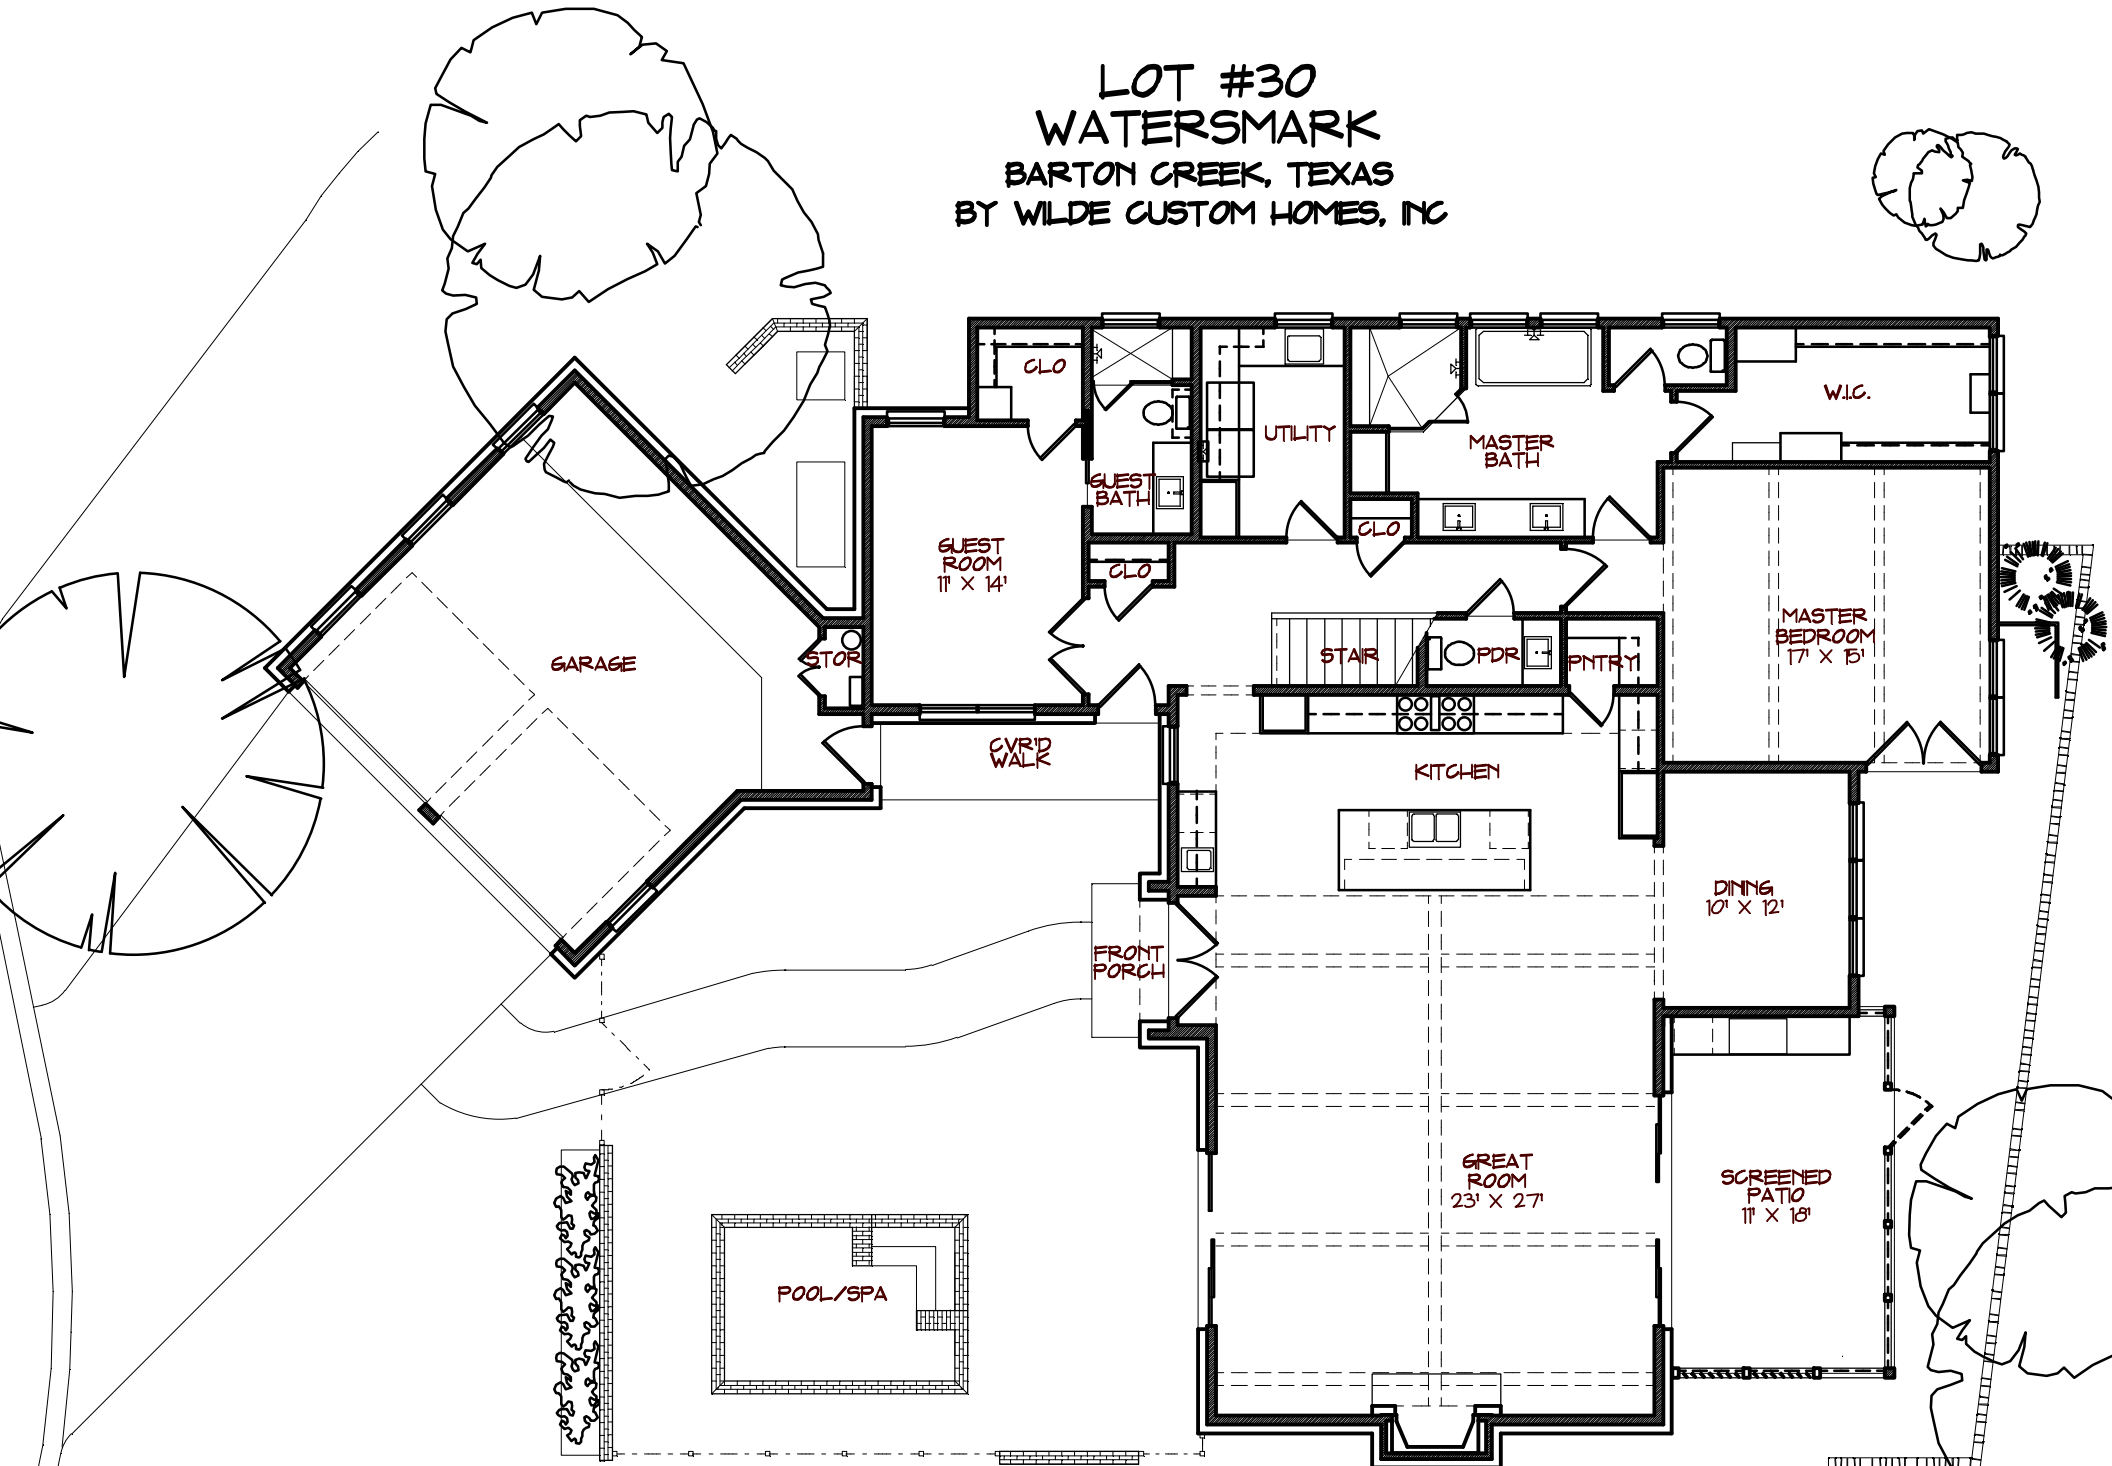 LOT #30
WATERSMARK
BARTON CREEK, TEXAS
BY WILDE CUSTOM HOMES, INC
CLO
W.I.C.
UTILITY
MASTER
BATH
GUEST
BATH
CLO
GUEST
ROOM
11' X 14'
CLO
MASTER
BEDROOM
17' X 15'
STAIR
PDR
PNTRY
GARAGE
STOR
CVR'D
WALK
KITCHEN
DINING
10' X 12'
FRONT
PORCH
GREAT
ROOM
23' X 27'
SCREENED
PATIO
11' X 18'
POOL/SPA